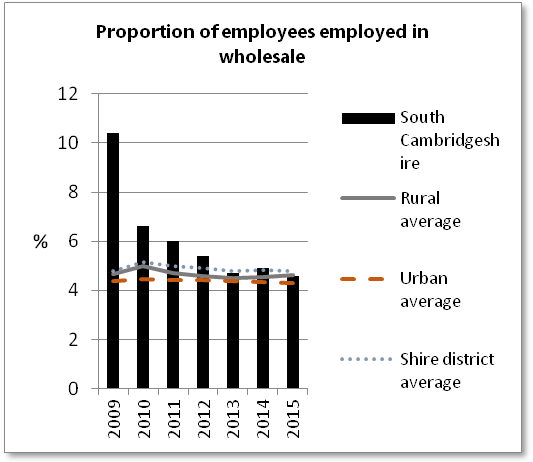 Proportion of employees employed in
wholesale
12
10
8
6
4
2
0
%
2009
2010
2011
2012
2013
2014
2015
South
Cambridgesh
ire
Rural
average
Urban
average
Shire district
average